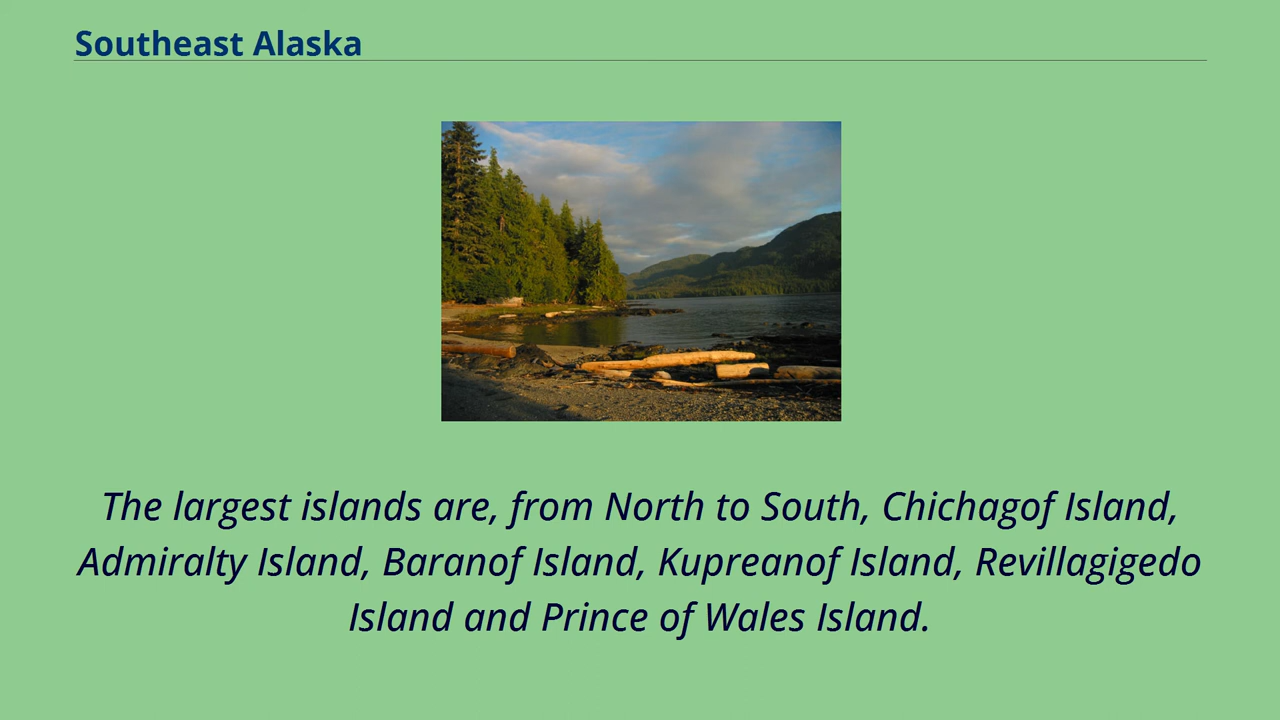 Southeast Alaska
The largest islands are, from North to South, Chichagof Island,
Admiralty Island, Baranof Island, Kupreanof Island, Revillagigedo
Island and Prince of Wales Island.